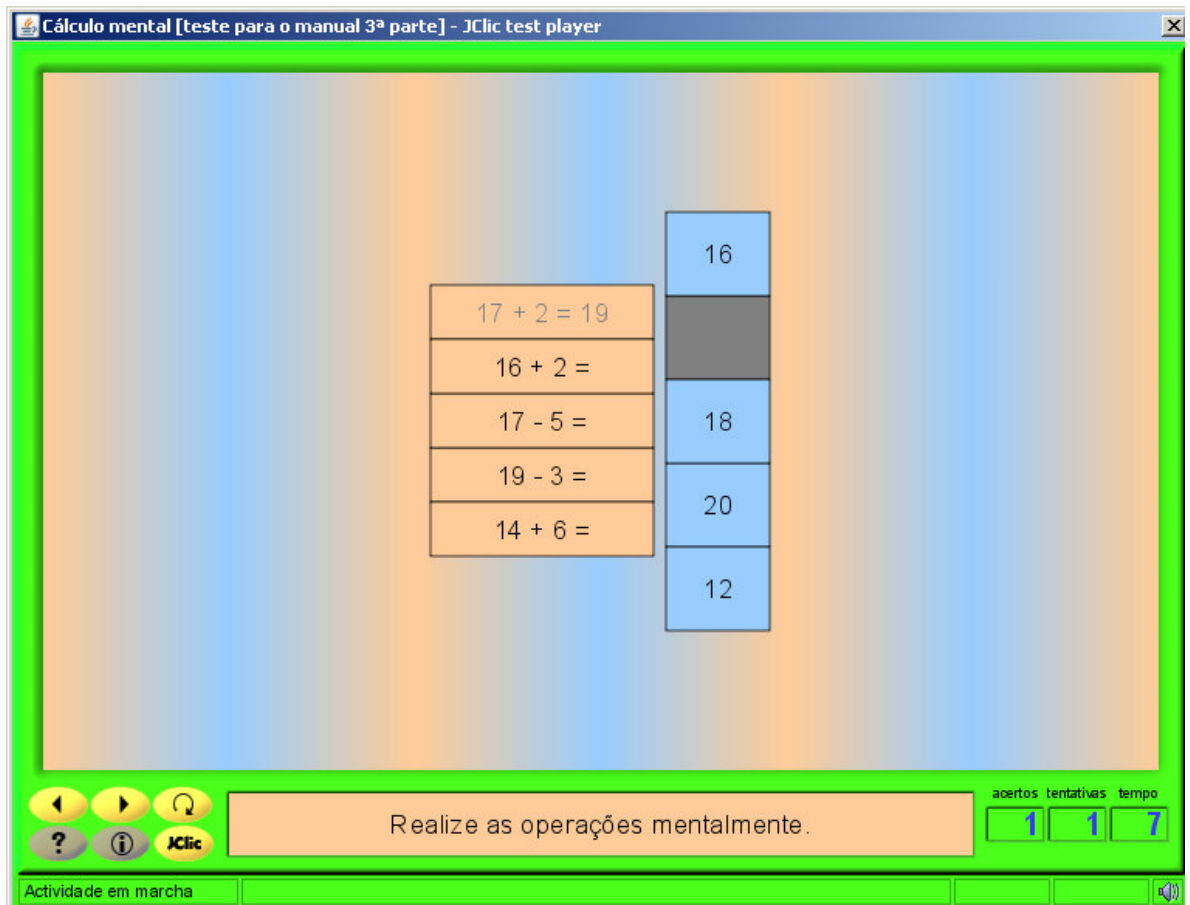 Cálculo mental [teste para o manual 3ª parte] - JClic test player
17 + 2 = 19
16 + 2 =
17 - 5 =
19 - 3 =
14 + 6 =
16
18
20
12
? i JClic
Realize as operações mentalmente.
acertos tentativas tempo
1 1 7
Actividade em marcha